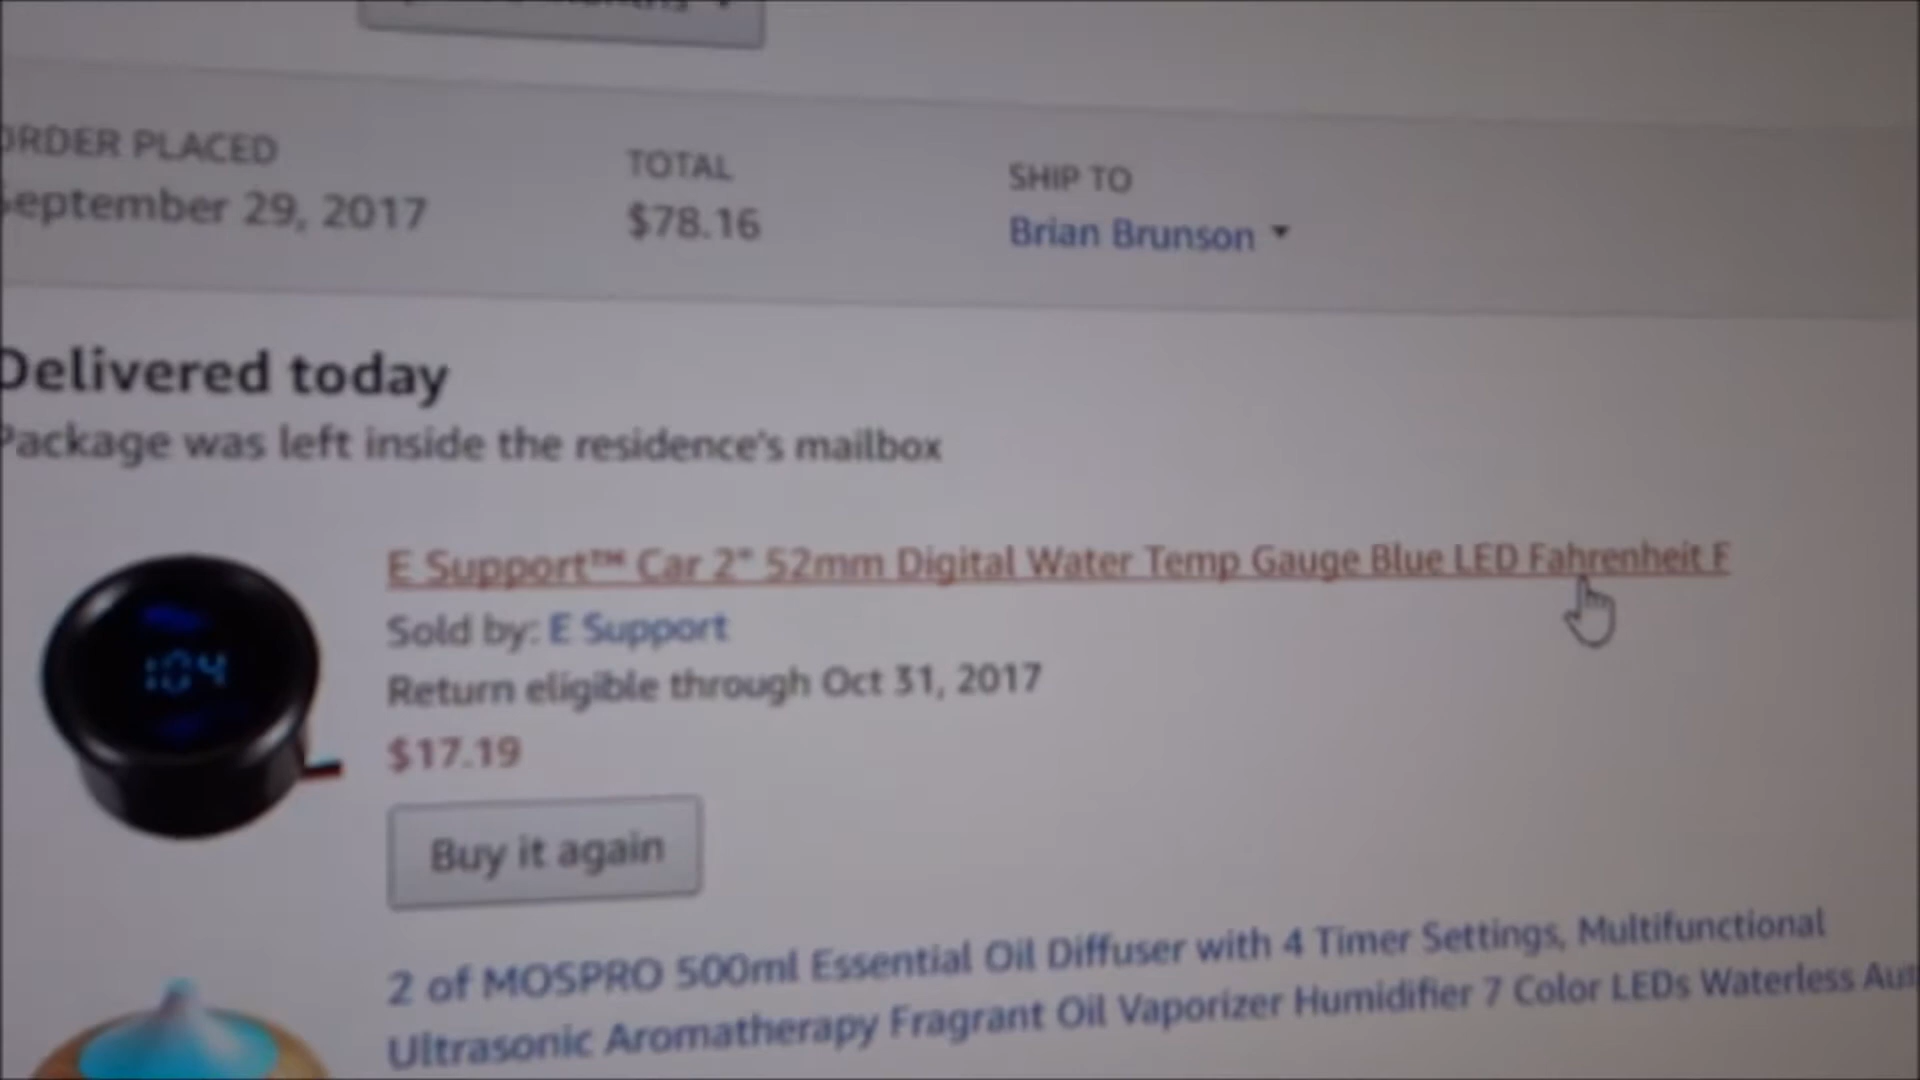 ORDER PLACED
September 29, 2017
TOTAL
$78.16
SHIP TO
Brian Brunson
Delivered today
Package was left inside the residence's mailbox
E Support™ Car 2" 52mm Digital Water Temp Gauge Blue LED Fahrenheit F
Sold by: E Support
Return eligible through Oct 31, 2017
$17.19
Buy it again
104
2 of MOSPRO 500ml Essential Oil Diffuser with 4 Timer Settings, Multifunctional
Ultrasonic Aromatherapy Fragrant Oil Vaporizer Humidifier 7 Color LEDs Waterless